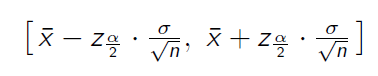 [x̄ − z_{α/2} · σ/√n, x̄ + z_{α/2} · σ/√n]